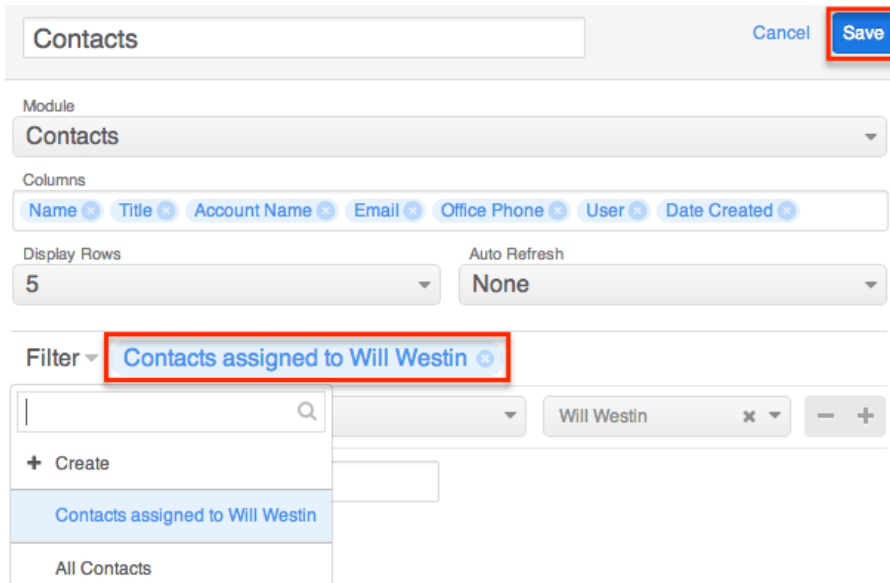 Contacts Cancel Save
Module
Contacts
Columns
Name Title Account Name Email Office Phone User Date Created
Display Rows Auto Refresh
5 None
Filter Contacts assigned to Will Westin
Will Westin
Create
Contacts assigned to Will Westin
All Contacts